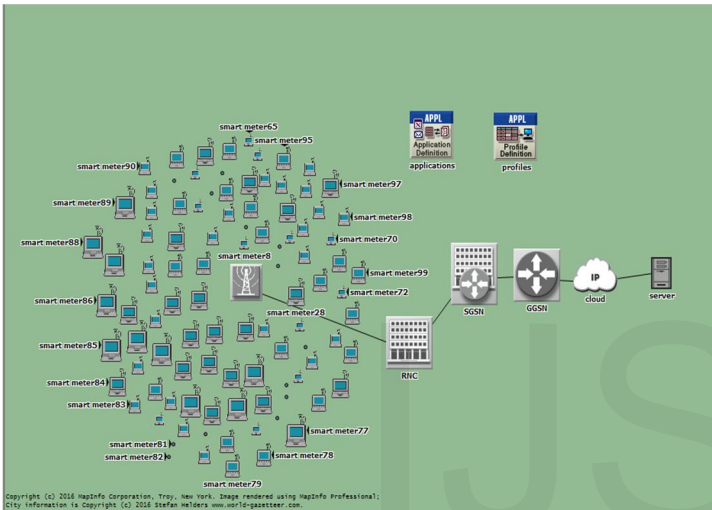 smart meter65
smart meter95
smart meter90
smart meter97
smart meter89
smart meter98
smart meter88
smart meter70
smart meter8
smart meter99
smart meter86
smart meter72
smart meter28
smart meter85
smart meter84
smart meter83
smart meter77
smart meter81
smart meter82
smart meter78
smart meter79
APPL
Application
Definition
applications
APPL
Profile
Definition
profiles
RNC
SGSN
GGSN
IP
cloud
server
IJS
Copyright (c) 2016 MapInfo Corporation, Troy, New York. Image rendered using MapInfo Professional;
City information is Copyright (c) 2016 Stefan Helders www.world-gazetteer.com.